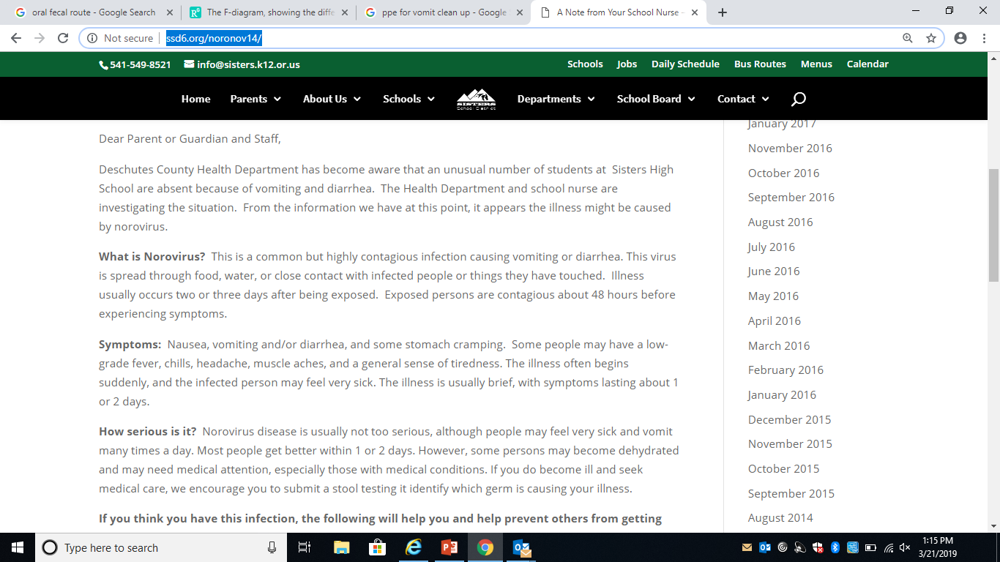 oral fecal route - Google Search
The F-diagram, showing the diffe
ppe for vomit clean up - Google
A Note from Your School Nurse -
Not secure
ssd6.org/noronov14/
541-549-8521
info@sisters.k12.or.us
Schools
Jobs
Daily Schedule
Bus Routes
Menus
Calendar
Home
Parents
About Us
Schools
SISTERS
School District
Departments
School Board
Contact
Dear Parent or Guardian and Staff,
Deschutes County Health Department has become aware that an unusual number of students at  Sisters High
School are absent because of vomiting and diarrhea.  The Health Department and school nurse are
investigating the situation.  From the information we have at this point, it appears the illness might be caused
by norovirus.
What is Norovirus?  This is a common but highly contagious infection causing vomiting or diarrhea. This virus
is spread through food, water, or close contact with infected people or things they have touched.  Illness
usually occurs two or three days after being exposed.  Exposed persons are contagious about 48 hours before
experiencing symptoms.
Symptoms:  Nausea, vomiting and/or diarrhea, and some stomach cramping.  Some people may have a low-
grade fever, chills, headache, muscle aches, and a general sense of tiredness. The illness often begins
suddenly, and the infected person may feel very sick. The illness is usually brief, with symptoms lasting about 1
or 2 days.
How serious is it?  Norovirus disease is usually not too serious, although people may feel very sick and vomit
many times a day. Most people get better within 1 or 2 days. However, some persons may become dehydrated
and may need medical attention, especially those with medical conditions. If you do become ill and seek
medical care, we encourage you to submit a stool testing it identify which germ is causing your illness.
If you think you have this infection, the following will help you and help prevent others from getting
January 2017
November 2016
October 2016
September 2016
August 2016
July 2016
June 2016
May 2016
April 2016
March 2016
February 2016
January 2016
December 2015
November 2015
October 2015
September 2015
August 2014
Type here to search
1:15 PM
3/21/2019